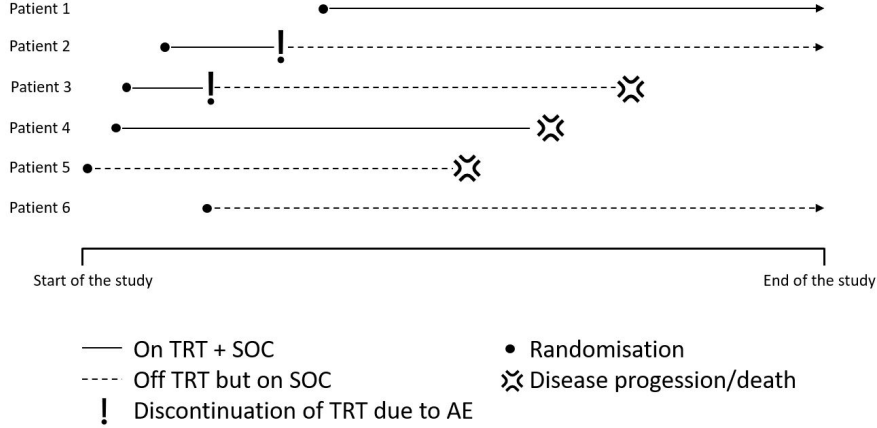 Patient 1
Patient 2
Patient 3
Patient 4
Patient 5
Patient 6
Start of the study
End of the study
On TRT + SOC
Randomisation
Off TRT but on SOC
Disease progession/death
Discontinuation of TRT due to AE